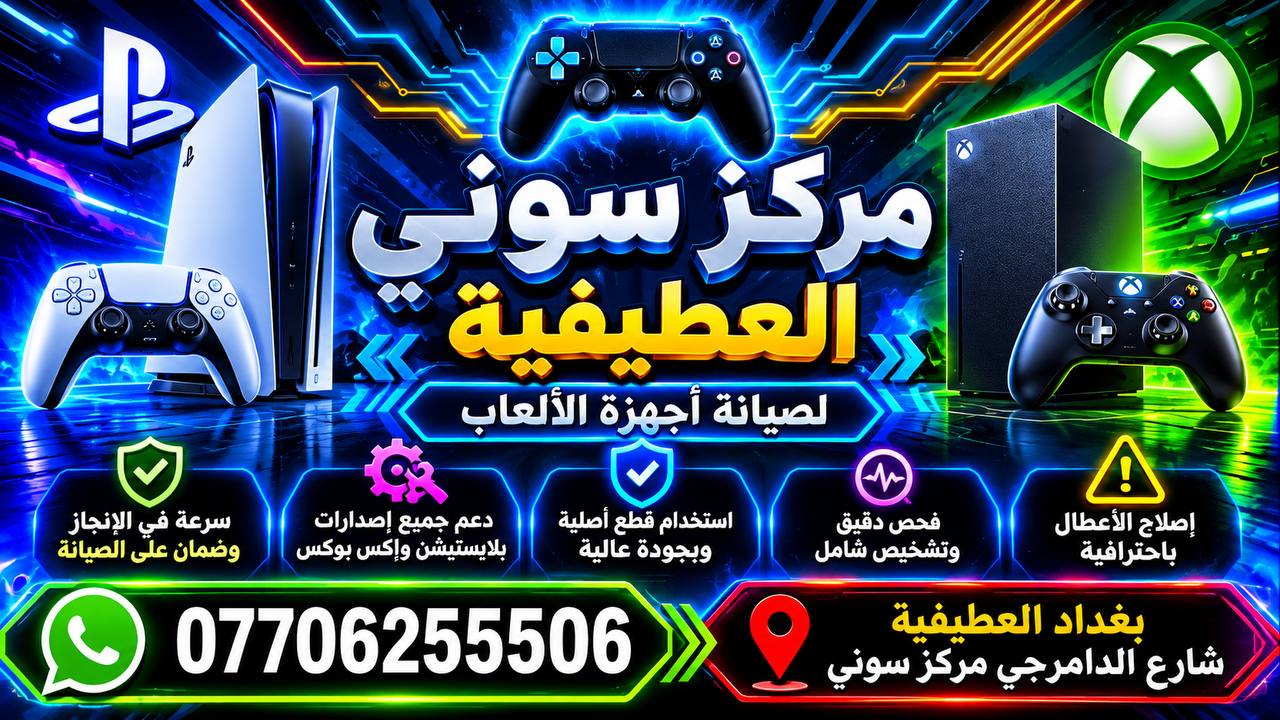 مركز سوني
العطيفية
لصيانة أجهزة الألعاب
إصلاح الأعطال
باحترافية
فحص دقيق
وتشخيص شامل
استخدام قطع أصلية
وبجودة عالية
دعم جميع إصدارات
بلايستيشن وإكس بوكس
سرعة في الإنجاز
وضمان على الصيانة
07706255506
بغداد العطيفية
شارع الدامرجي مركز سوني